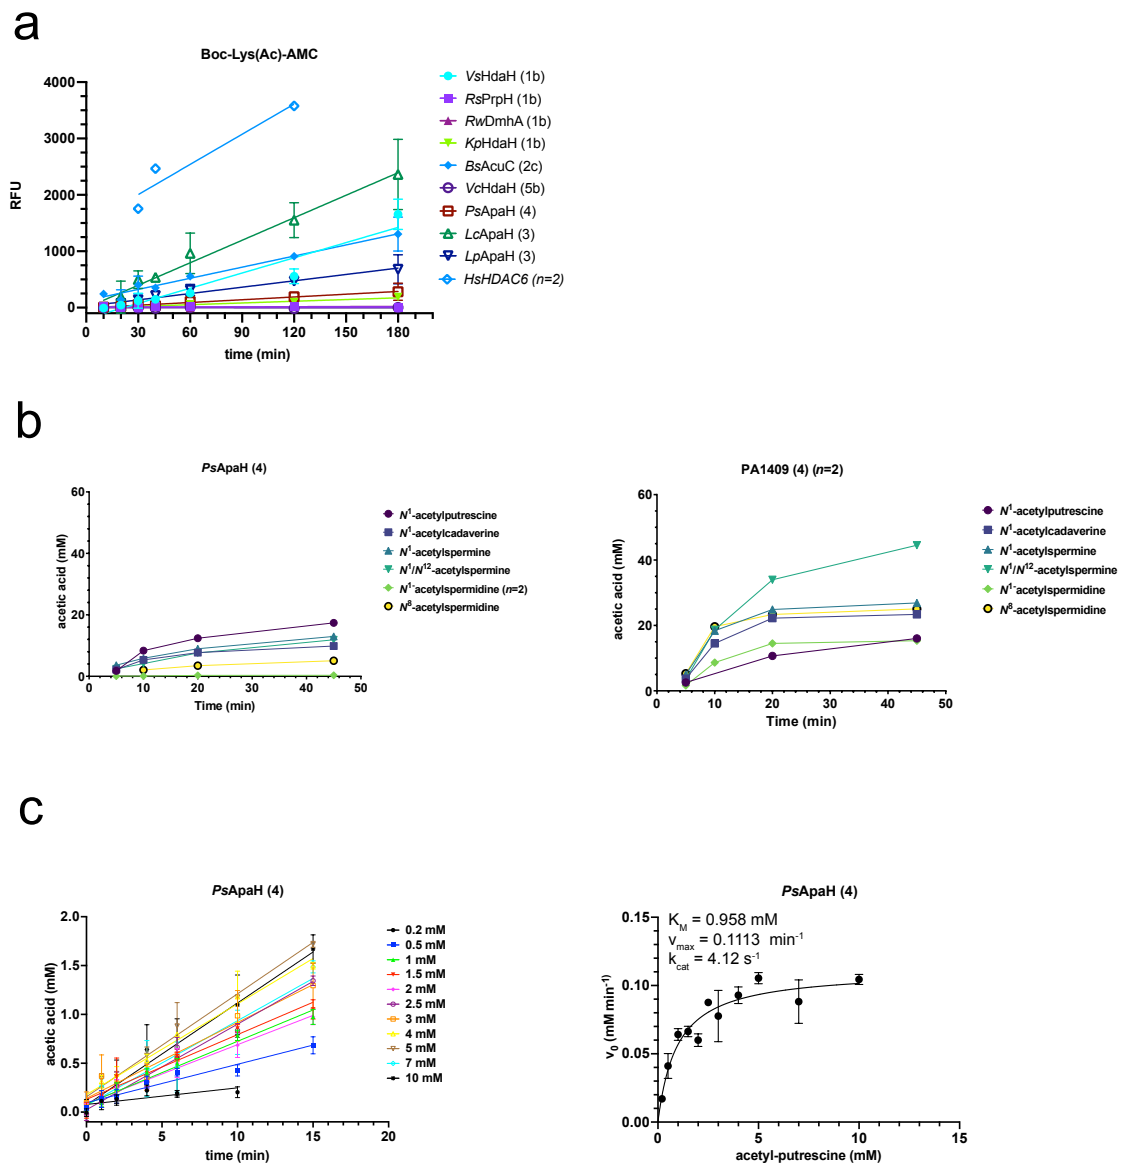 a
Boc-Lys(Ac)-AMC
4000
3000
2000
1000
0
RFU
0 30 60 90 120 150 180
time (min)
VsHdaH (1b)
RsPrpH (1b)
RwDmhA (1b)
KpHdaH (1b)
BsAcuC (2c)
VcHdaH (5b)
PsApaH (4)
LcApaH (3)
LpApaH (3)
HsHDAC6 (n=2)
b
PsApaH (4)
60
40
20
0
acetic acid (mM)
0 10 20 30 40 50
Time (min)
N1-acetylputrescine
N1-acetylcadaverine
N1-acetylspermine
N1/N12-acetylspermine
N1-acetylspermidine (n=2)
N8-acetylspermidine
PA1409 (4) (n=2)
60
40
20
0
acetic acid (mM)
0 10 20 30 40 50
Time (min)
N1-acetylputrescine
N1-acetylcadaverine
N1-acetylspermine
N1/N12-acetylspermine
N1-acetylspermidine
N8-acetylspermidine
c
PsApaH (4)
2.0
1.5
1.0
0.5
0.0
acetic acid (mM)
0 5 10 15 20
time (min)
0.2 mM
0.5 mM
1 mM
1.5 mM
2 mM
2.5 mM
3 mM
4 mM
5 mM
7 mM
10 mM
PsApaH (4)
KM = 0.958 mM
vmax = 0.1113 min-1
kcat = 4.12 s-1
0.15
0.10
0.05
0.00
v0 (mM min-1)
0 5 10 15
acetyl-putrescine (mM)